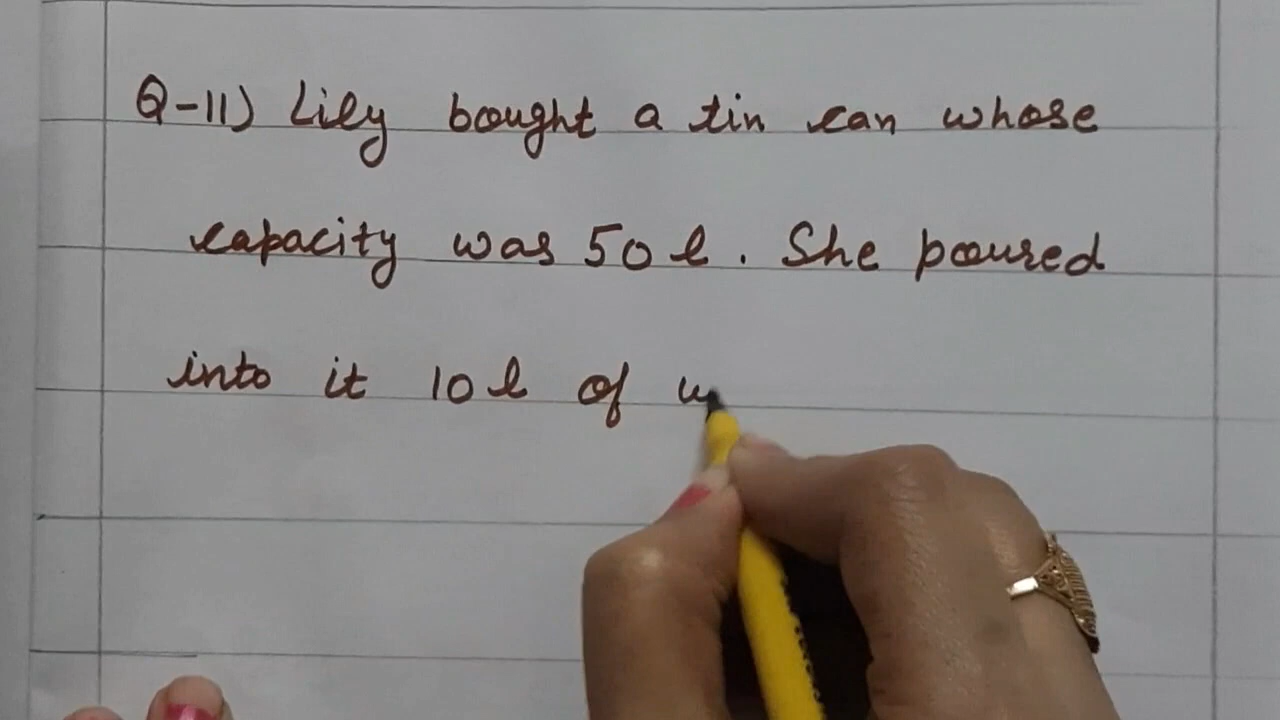 Q-11) Lily bought a tin can whose
capacity was 50 l. She poured
into it 10 l of w